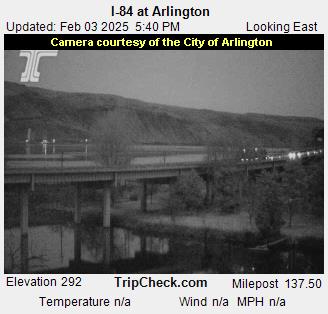 I-84 at Arlington
Updated: Feb 03 2025 5:40 PM Looking East
Camera courtesy of the City of Arlington
Elevation 292 TripCheck.com Milepost 137.50
Temperature n/a Wind n/a MPH n/a